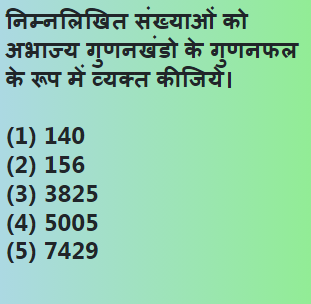 निम्नलिखित संख्याओं को
अभाज्य गुणनखंडो के गुणनफल
के रूप में व्यक्त कीजिये।
(1) 140
(2) 156
(3) 3825
(4) 5005
(5) 7429